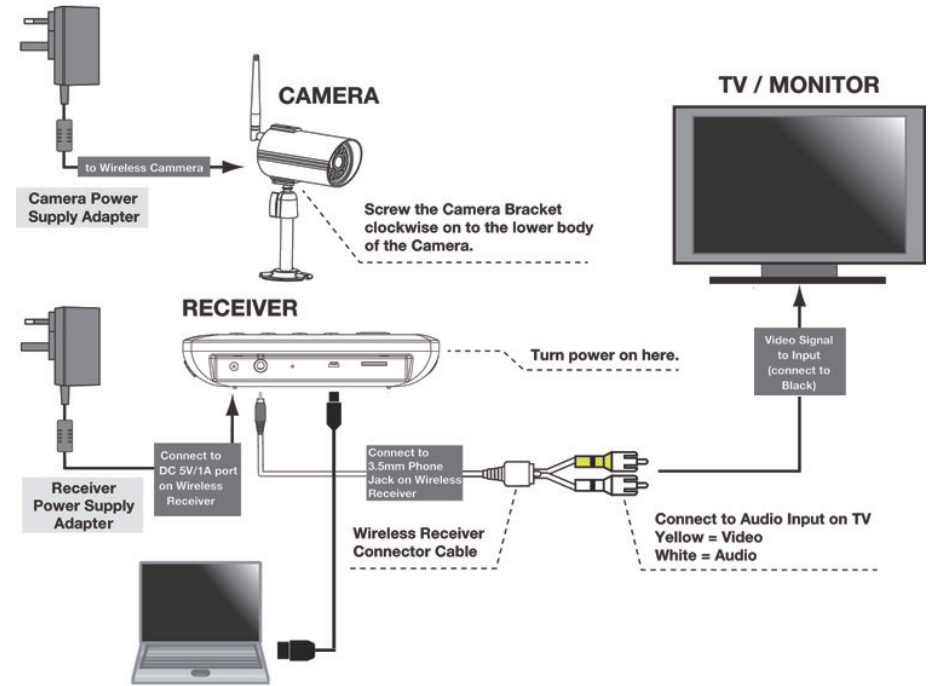 CAMERA
TV / MONITOR
to Wireless Cammera
Camera Power
Supply Adapter
Screw the Camera Bracket
clockwise on to the lower body
of the Camera.
RECEIVER
Turn power on here.
Video Signal
to Input
(connect to
Black)
Connect to
DC 5V/1A port
on Wireless
Receiver
Connect to
3.5mm Phone
Jack on Wireless
Receiver
Receiver
Power Supply
Adapter
Wireless Receiver
Connector Cable
Connect to Audio Input on TV
Yellow = Video
White = Audio